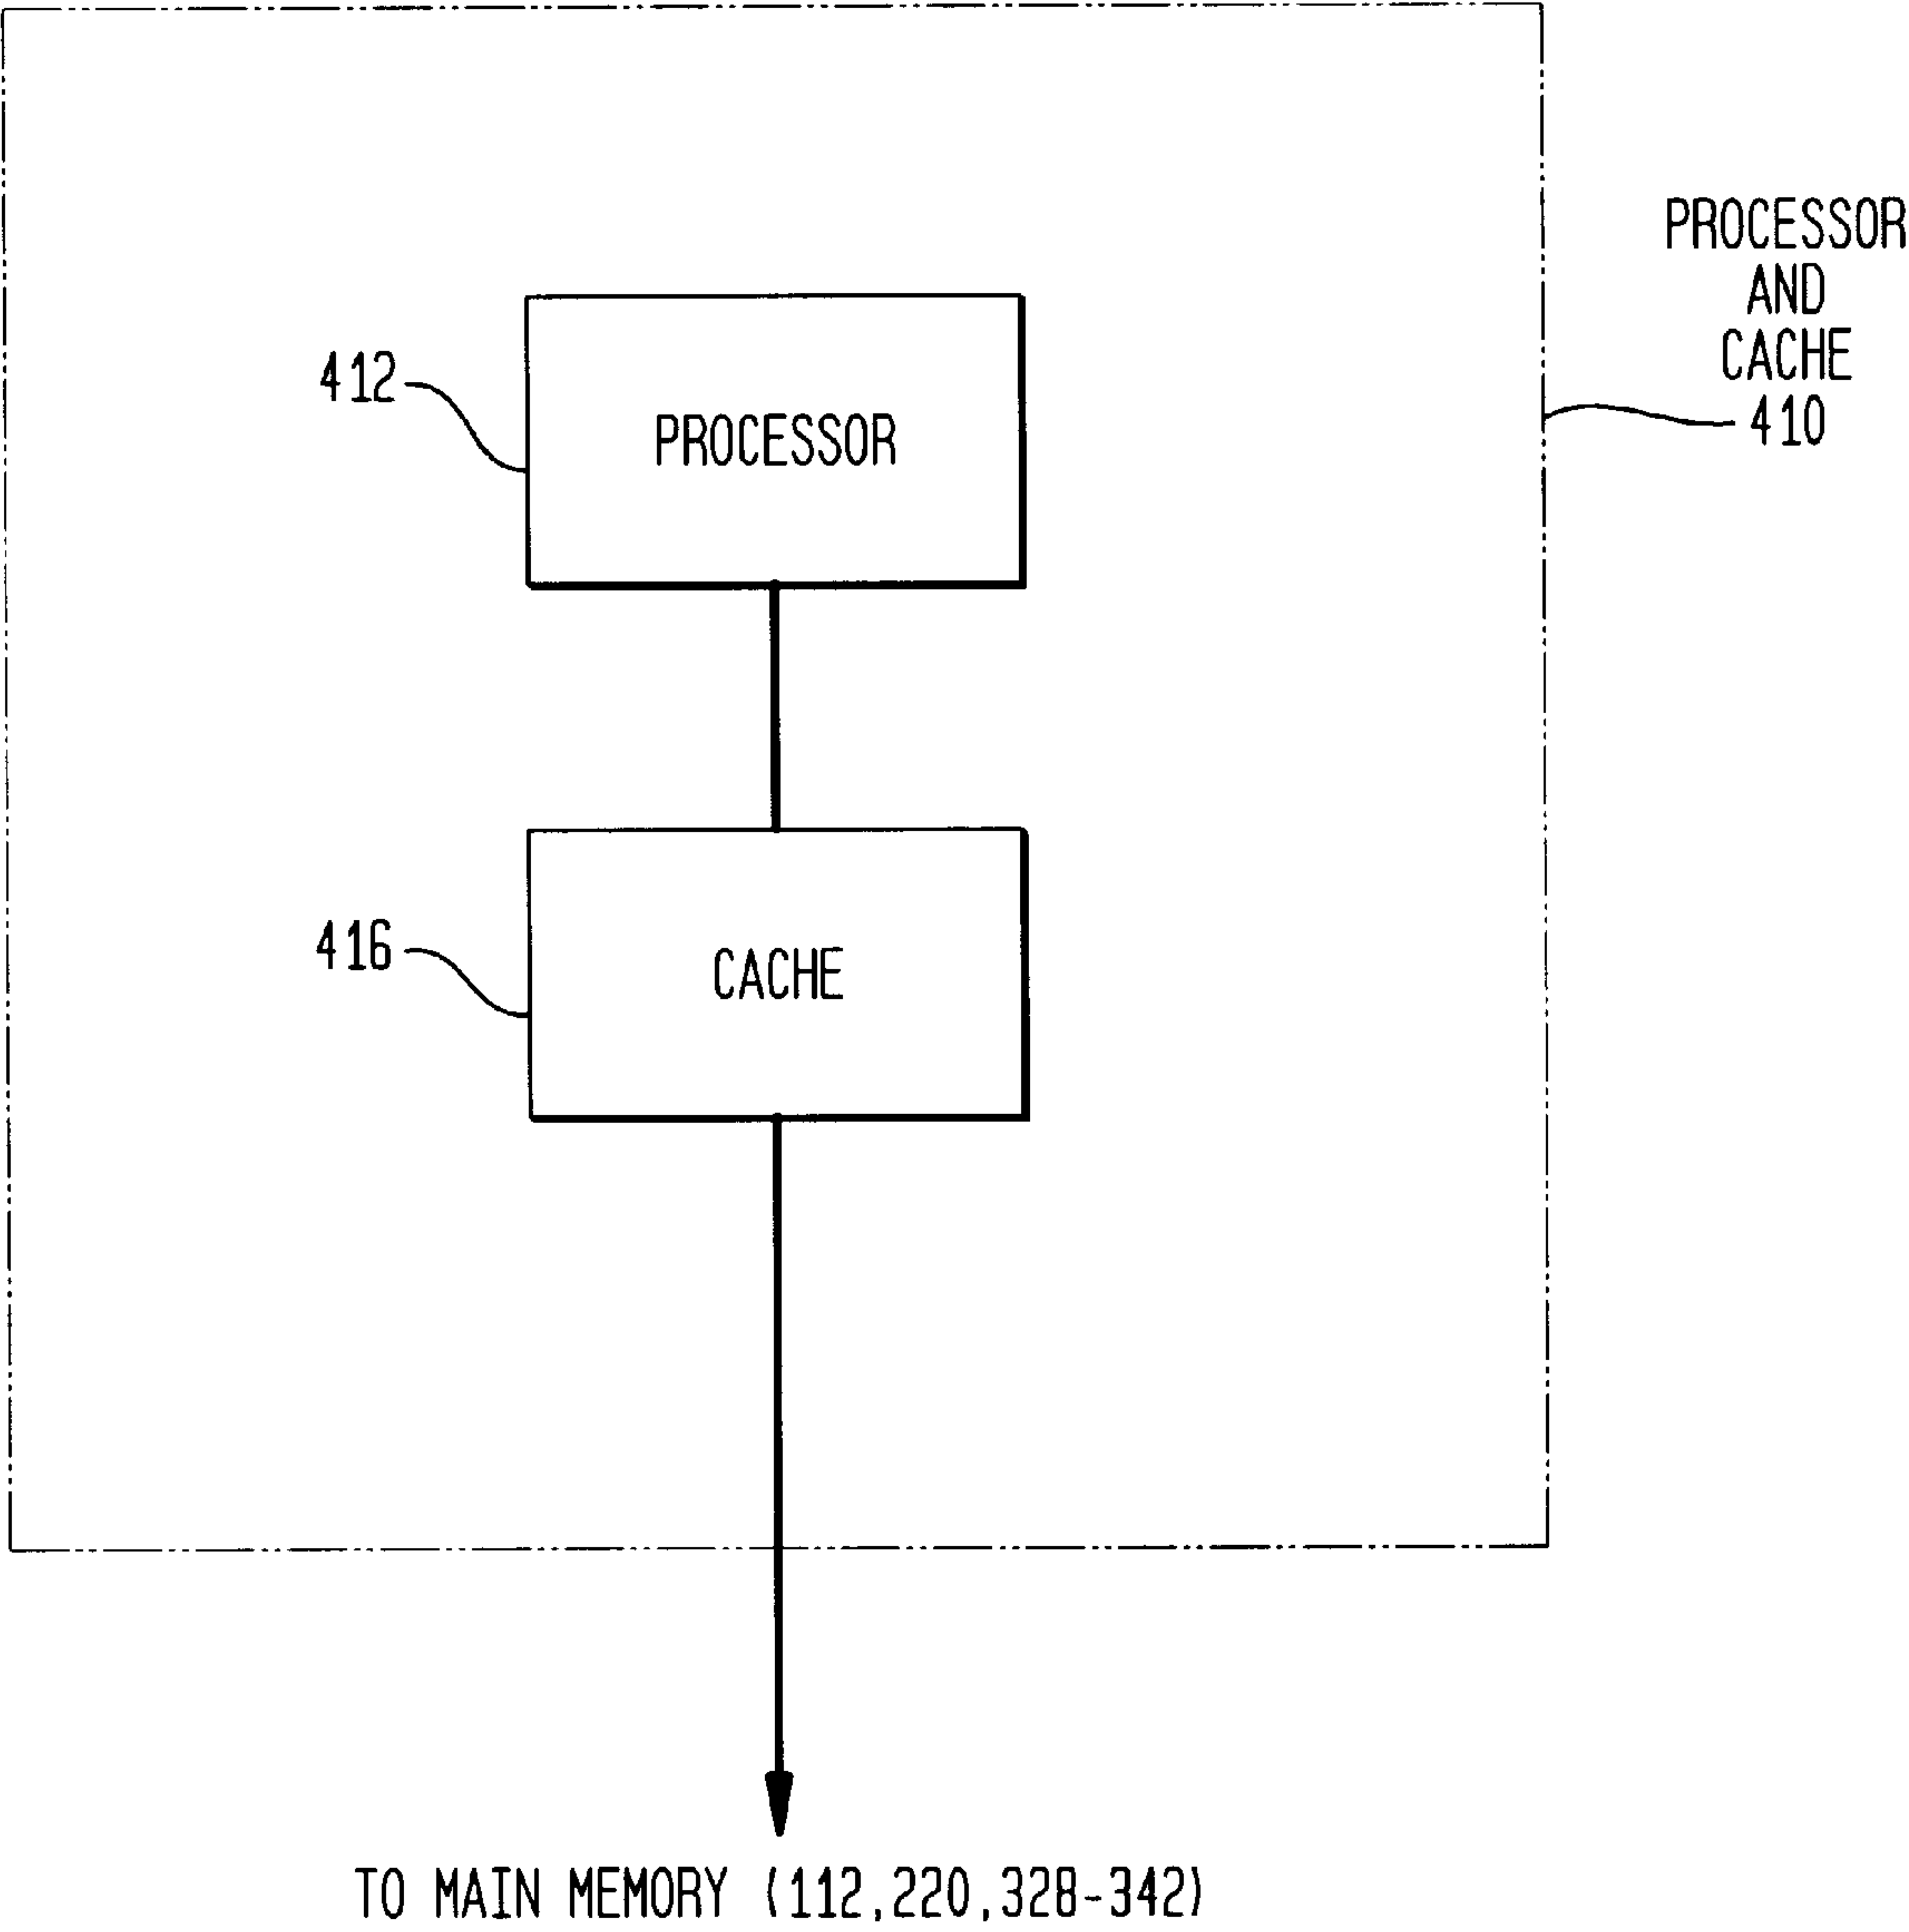 PROCESSOR
AND
CACHE
410
412
PROCESSOR
416
CACHE
TO MAIN MEMORY (112,220,328-342)